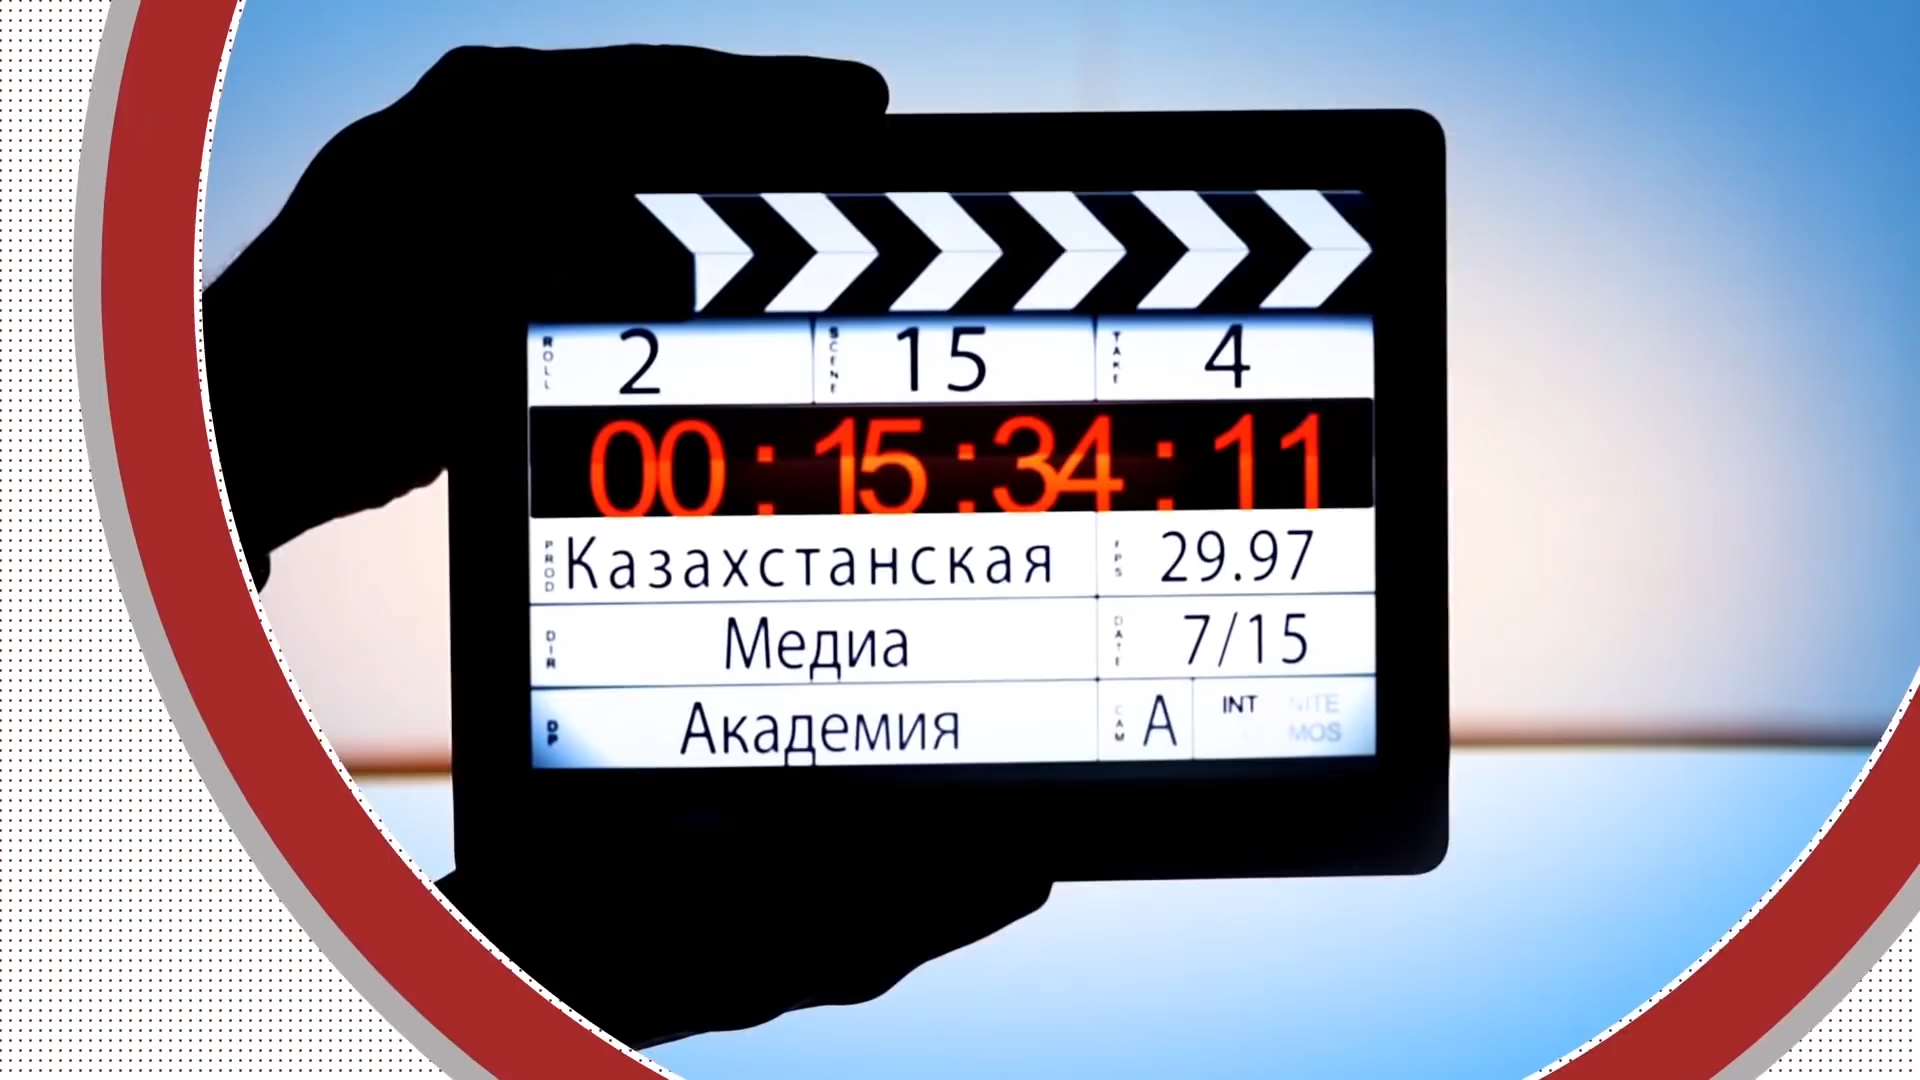 ROLL 2 SCENE 15 TAKE 4
00:15:34:11
PROD Казахстанская FPS 29.97
DIR Медиа DATE 7/15
DP Академия CAM A INT NITE
MOS